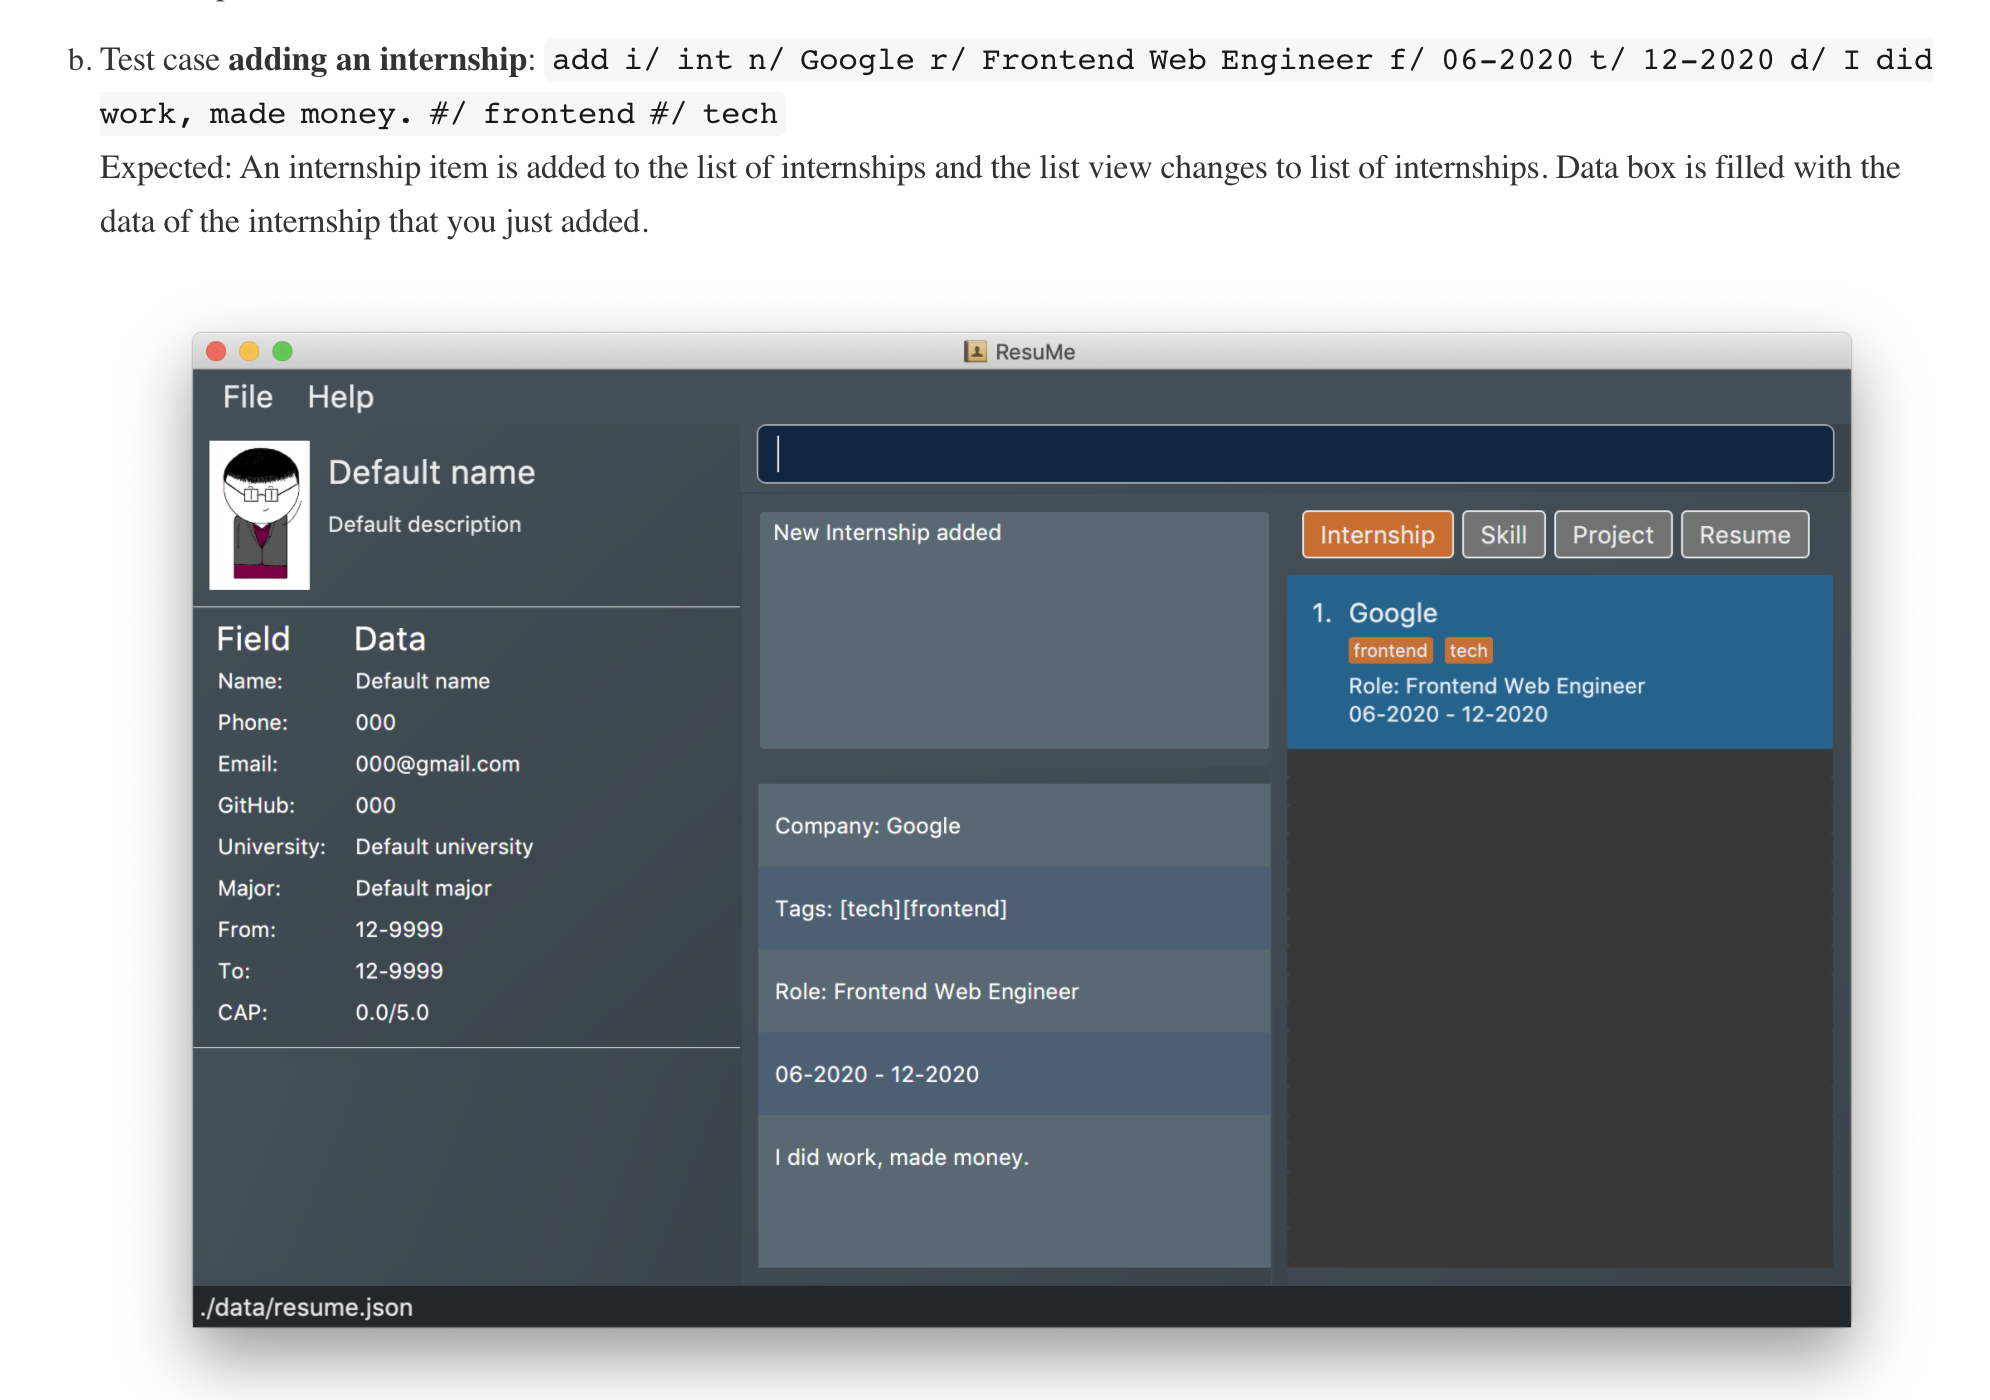 b. Test case adding an internship: add i/ int n/ Google r/ Frontend Web Engineer f/ 06-2020 t/ 12-2020 d/ I did
work, made money. #/ frontend #/ tech
Expected: An internship item is added to the list of internships and the list view changes to list of internships. Data box is filled with the
data of the internship that you just added.
ResuMe
File Help
Default name
Default description
Field Data
Name: Default name
Phone: 000
Email: 000@gmail.com
GitHub: 000
University: Default university
Major: Default major
From: 12-9999
To: 12-9999
CAP: 0.0/5.0
New Internship added
Company: Google
Tags: [tech][frontend]
Role: Frontend Web Engineer
06-2020 - 12-2020
I did work, made money.
Internship Skill Project Resume
1. Google
frontend tech
Role: Frontend Web Engineer
06-2020 - 12-2020
./data/resume.json